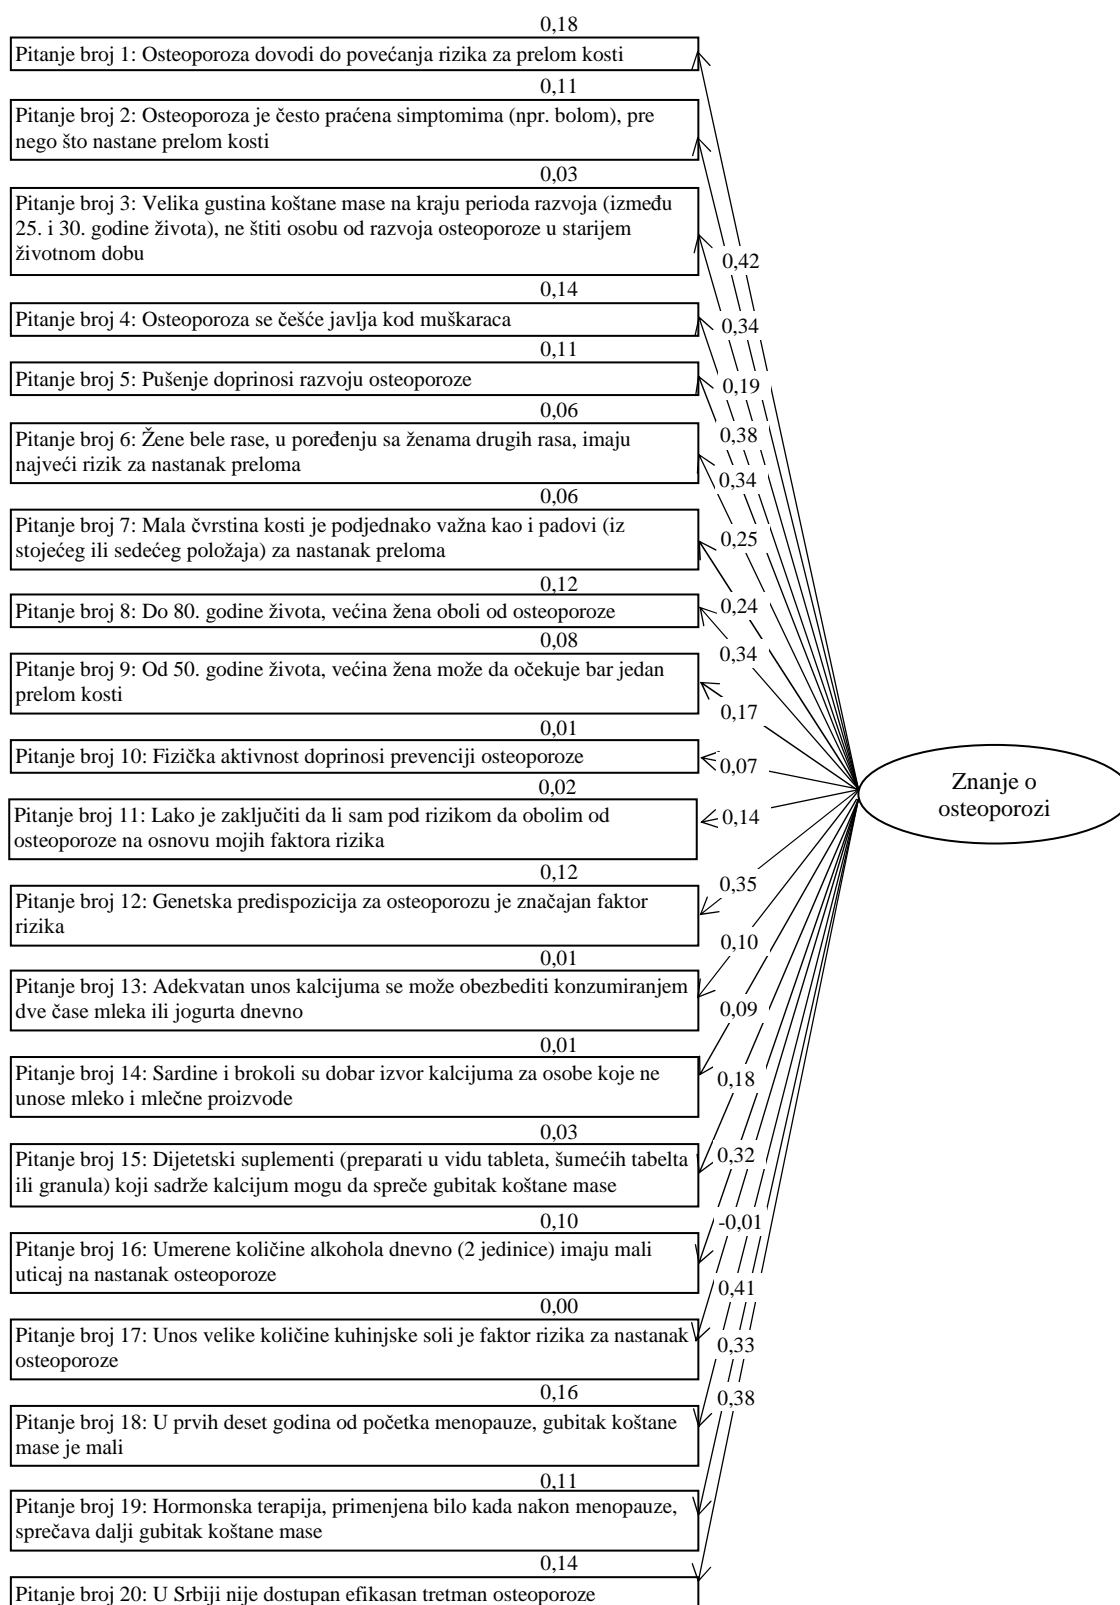 0,18
Pitanje broj 1: Osteoporoza dovodi do povećanja rizika za prelom kosti
0,11
Pitanje broj 2: Osteoporoza je često praćena simptomima (npr. bolom), pre
nego što nastane prelom kosti
0,03
Pitanje broj 3: Velika gustina koštane mase na kraju perioda razvoja (između
25. i 30. godine života), ne štiti osobu od razvoja osteoporoze u starijem
životnom dobu
0,42
0,14
Pitanje broj 4: Osteoporoza se češće javlja kod muškaraca
0,34
0,11
Pitanje broj 5: Pušenje doprinosi razvoju osteoporoze
0,19
0,06
Pitanje broj 6: Žene bele rase, u poređenju sa ženama drugih rasa, imaju
najveći rizik za nastanak preloma
0,38
0,34
0,06
Pitanje broj 7: Mala čvrstina kosti je podjednako važna kao i padovi (iz
stojećeg ili sedećeg položaja) za nastanak preloma
0,25
0,12
Pitanje broj 8: Do 80. godine života, većina žena oboli od osteoporoze
0,24
0,08
Pitanje broj 9: Od 50. godine života, većina žena može da očekuje bar jedan
prelom kosti
0,34
0,17
0,01
Pitanje broj 10: Fizička aktivnost doprinosi prevenciji osteoporoze
0,07
Znanje o
osteoporozi
0,02
Pitanje broj 11: Lako je zaključiti da li sam pod rizikom da obolim od
osteoporoze na osnovu mojih faktora rizika
0,14
0,12
Pitanje broj 12: Genetska predispozicija za osteoporozu je značajan faktor
rizika
0,35
0,10
0,01
Pitanje broj 13: Adekvatan unos kalcijuma se može obezbediti konzumiranjem
dve čase mleka ili jogurta dnevno
0,09
0,01
Pitanje broj 14: Sardine i brokoli su dobar izvor kalcijuma za osobe koje ne
unose mleko i mlečne proizvode
0,18
0,03
Pitanje broj 15: Dijetetski suplementi (preparati u vidu tableta, šumećih tabelta
ili granula) koji sadrže kalcijum mogu da spreče gubitak koštane mase
0,32
0,10
Pitanje broj 16: Umerene količine alkohola dnevno (2 jedinice) imaju mali
uticaj na nastanak osteoporoze
-0,01
0,41
0,00
Pitanje broj 17: Unos velike količine kuhinjske soli je faktor rizika za nastanak
osteoporoze
0,33
0,16
Pitanje broj 18: U prvih deset godina od početka menopauze, gubitak koštane
mase je mali
0,38
0,11
Pitanje broj 19: Hormonska terapija, primenjena bilo kada nakon menopauze,
sprečava dalji gubitak koštane mase
0,14
Pitanje broj 20: U Srbiji nije dostupan efikasan tretman osteoporoze